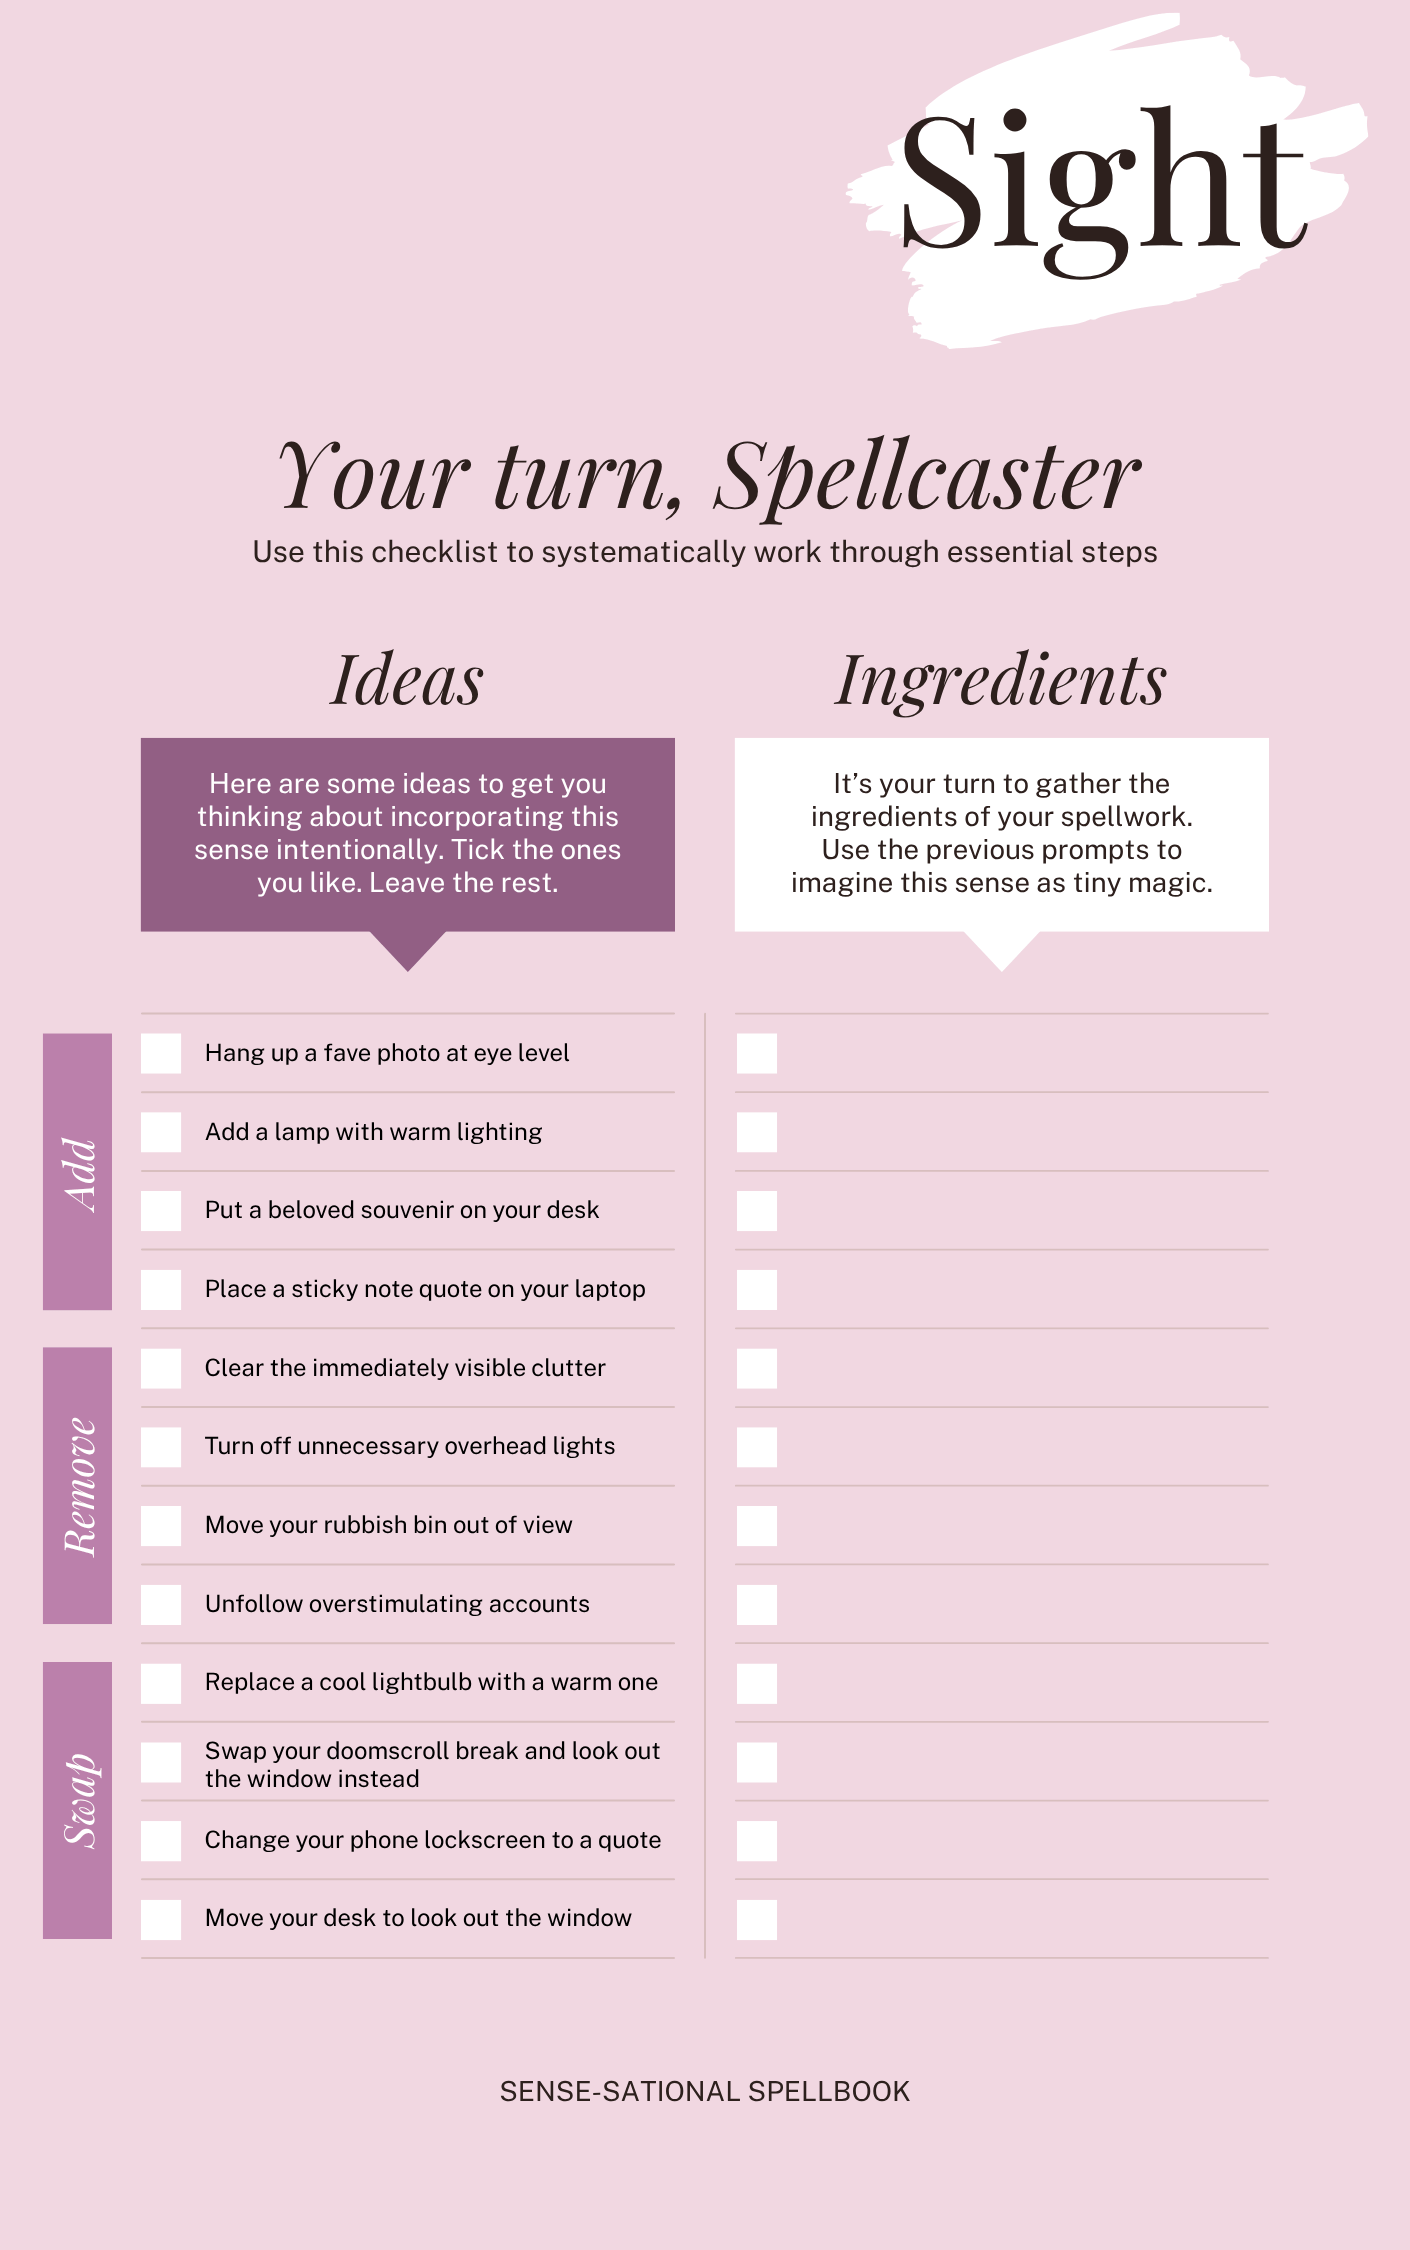 Sight
Your turn, Spellcaster
Use this checklist to systematically work through essential steps
Ideas
Here are some ideas to get you
thinking about incorporating this
sense intentionally. Tick the ones
you like. Leave the rest.
Ingredients
It’s your turn to gather the
ingredients of your spellwork.
Use the previous prompts to
imagine this sense as tiny magic.
Add
Hang up a fave photo at eye level
Add a lamp with warm lighting
Put a beloved souvenir on your desk
Place a sticky note quote on your laptop
Remove
Clear the immediately visible clutter
Turn off unnecessary overhead lights
Move your rubbish bin out of view
Unfollow overstimulating accounts
Swap
Replace a cool lightbulb with a warm one
Swap your doomscroll break and look out
the window instead
Change your phone lockscreen to a quote
Move your desk to look out the window
SENSE-SATIONAL SPELLBOOK